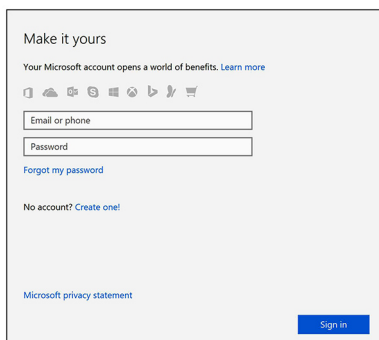 Make it yours
Your Microsoft account opens a world of benefits. Learn more
Email or phone
Password
Forgot my password
No account? Create one!
Microsoft privacy statement
Sign in